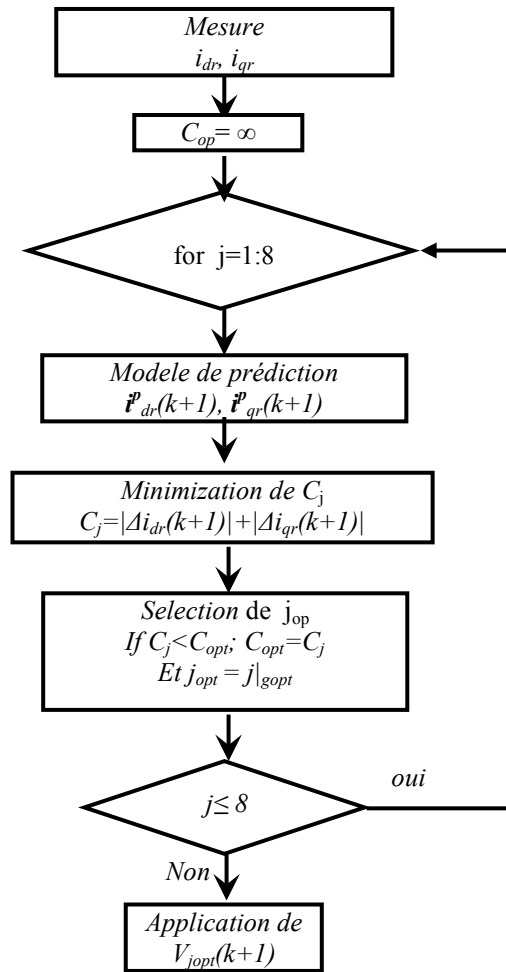 Mesure
i_dr, i_qr
C_op= ∞
for j=1:8
Modele de prédiction
i^p_dr(k+1), i^p_qr(k+1)
Minimization de C_j
C_j=|Δi_dr(k+1)|+|Δi_qr(k+1)|
Selection de j_op
If C_j<C_opt; C_opt=C_j
Et j_opt = j|_gopt
j≤ 8
oui
Non
Application de
V_jopt(k+1)